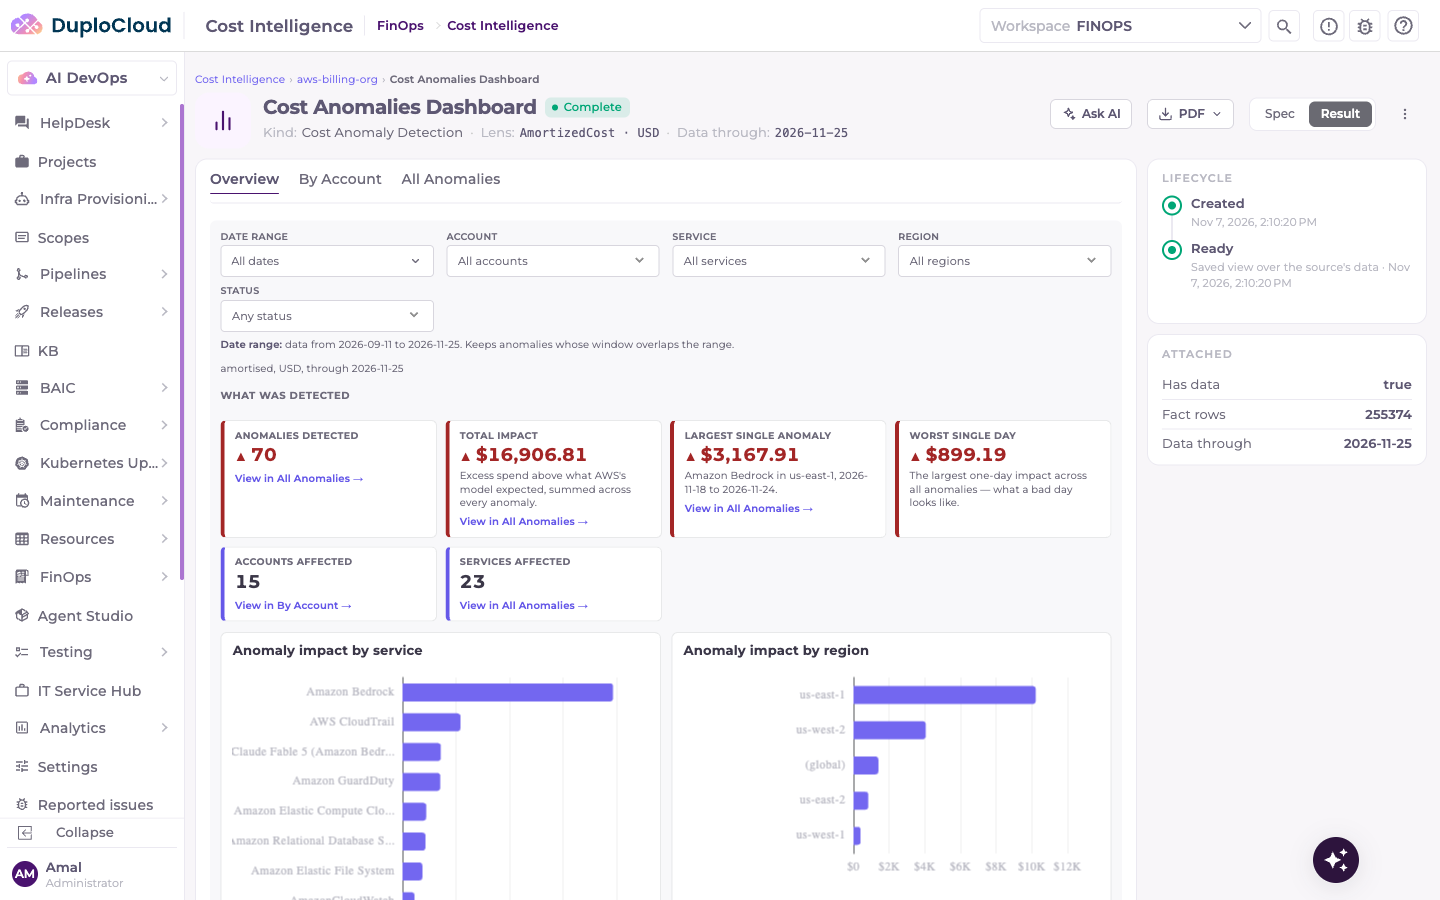 DuploCloud
Cost Intelligence
FinOps
Cost Intelligence
Workspace FINOPS
AI DevOps
HelpDesk
Projects
Infra Provisioni...
Scopes
Pipelines
Releases
KB
BAIC
Compliance
Kubernetes Up...
Maintenance
Resources
FinOps
Agent Studio
Testing
IT Service Hub
Analytics
Settings
Reported issues
Collapse
AM
Amal
Administrator
Cost Intelligence › aws-billing-org › Cost Anomalies Dashboard
Cost Anomalies Dashboard
Complete
Kind: Cost Anomaly Detection · Lens: AmortizedCost · USD · Data through: 2026-11-25
Ask AI
PDF
Spec
Result
Overview
By Account
All Anomalies
DATE RANGE
All dates
ACCOUNT
All accounts
SERVICE
All services
REGION
All regions
STATUS
Any status
Date range: data from 2026-09-11 to 2026-11-25. Keeps anomalies whose window overlaps the range.
amortised, USD, through 2026-11-25
WHAT WAS DETECTED
ANOMALIES DETECTED
▲ 70
View in All Anomalies →
TOTAL IMPACT
▲ $16,906.81
Excess spend above what AWS's
model expected, summed across
every anomaly.
View in All Anomalies →
LARGEST SINGLE ANOMALY
▲ $3,167.91
Amazon Bedrock in us-east-1, 2026-
11-18 to 2026-11-24.
View in All Anomalies →
WORST SINGLE DAY
▲ $899.19
The largest one-day impact across
all anomalies — what a bad day
looks like.
ACCOUNTS AFFECTED
15
View in By Account →
SERVICES AFFECTED
23
View in All Anomalies →
Anomaly impact by service
Amazon Bedrock
AWS CloudTrail
Claude Fable 5 (Amazon Bedr...
Amazon GuardDuty
Amazon Elastic Compute Clo...
Amazon Relational Database S...
Amazon Elastic File System
AmazonCloudWatch
Anomaly impact by region
us-east-1
us-west-2
(global)
us-east-2
us-west-1
$0 $2K $4K $6K $8K $10K $12K
LIFECYCLE
Created
Nov 7, 2026, 2:10:20 PM
Ready
Saved view over the source's data · Nov
7, 2026, 2:10:20 PM
ATTACHED
Has data true
Fact rows 255374
Data through 2026-11-25